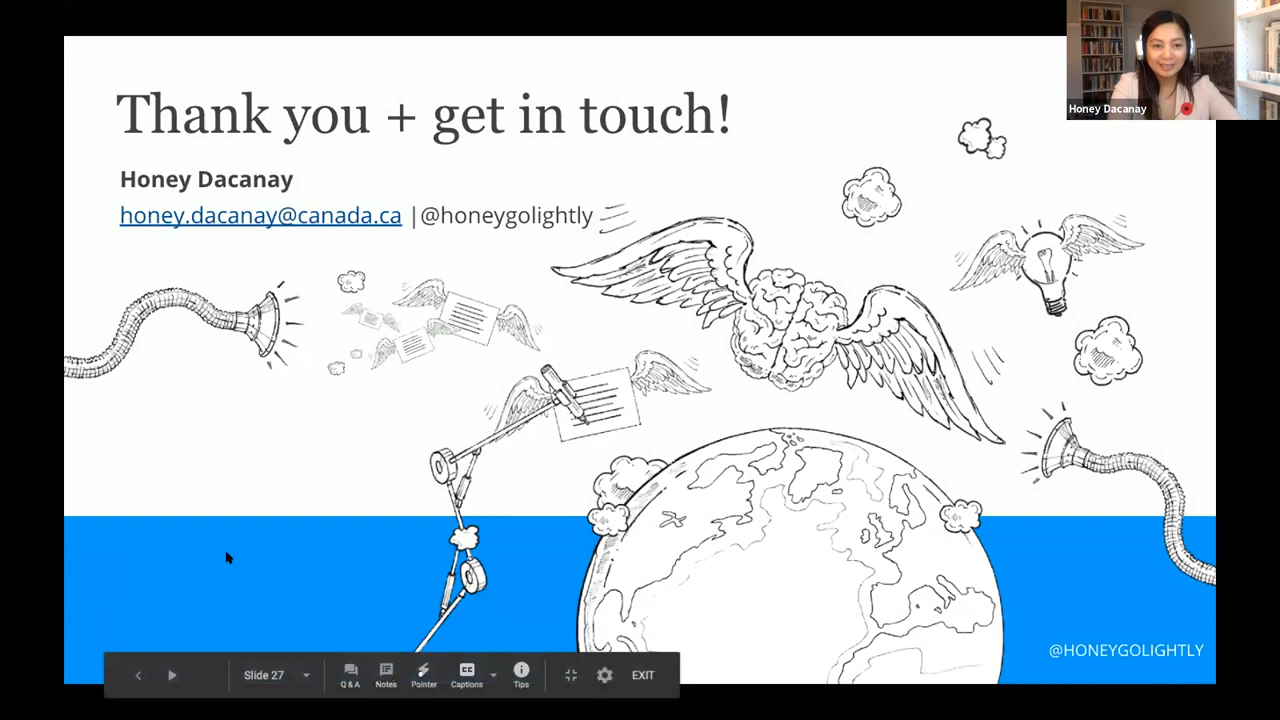 Thank you + get in touch!
Honey Dacanay
honey.dacanay@canada.ca |@honeygolightly
Honey Dacanay
@HONEYGOLIGHTLY
Slide 27
Q & A
Notes
Pointer
Captions
Tips
EXIT